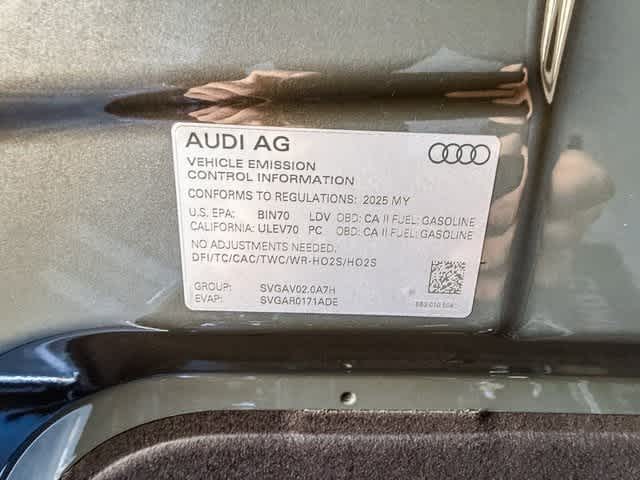 AUDI AG
VEHICLE EMISSION
CONTROL INFORMATION
CONFORMS TO REGULATIONS: 2025 MY
U.S. EPA: BIN70 LDV OBD: CA II FUEL: GASOLINE
CALIFORNIA: ULEV70 PC OBD: CA II FUEL: GASOLINE
NO ADJUSTMENTS NEEDED.
DFI/TC/CAC/TWC/WR-HO2S/HO2S
GROUP: SVGAV02.0A7H
EVAP: SVGAR0171ADE